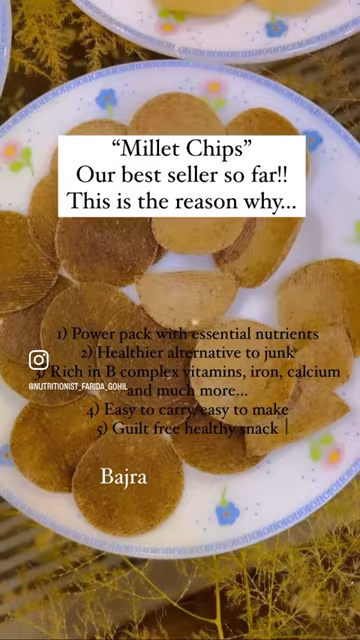 “Millet Chips”
Our best seller so far!!
This is the reason why...
1) Power pack with essential nutrients
2) Healthier alternative to junk
3) Rich in B complex vitamins, iron, calcium
and much more...
4) Easy to carry, easy to make
5) Guilt free healthy snack |
@NUTRITIONIST_FARIDA_GOHIL
Bajra